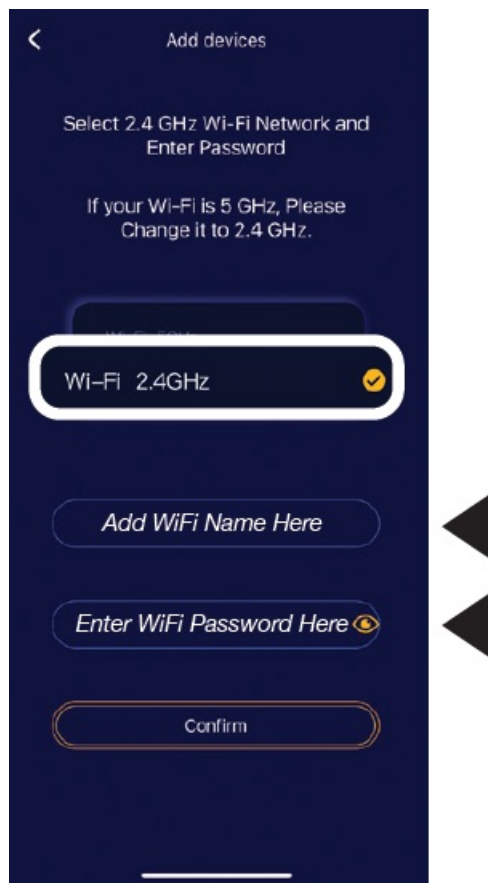 Add devices
Select 2.4 GHz Wi-Fi Network and
Enter Password
If your Wi-Fi is 5 GHz, Please
Change it to 2.4 GHz.
Wi-Fi 2.4GHz
Add WiFi Name Here
Enter WiFi Password Here
Confirm